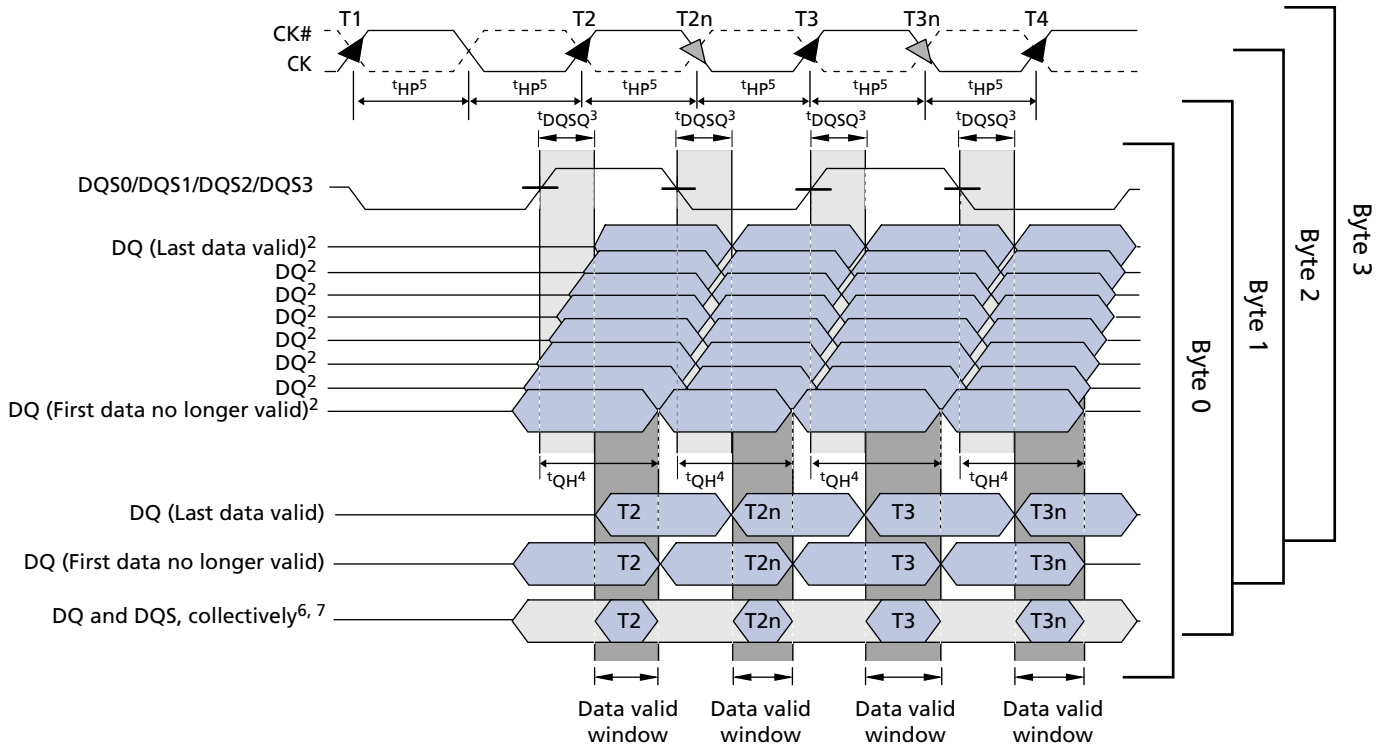 T1 T2 T2n T3 T3n T4
CK#
CK
tHP5 tHP5 tHP5 tHP5 tHP5 tHP5
tDQSQ3 tDQSQ3 tDQSQ3 tDQSQ3
DQS0/DQS1/DQS2/DQS3
DQ (Last data valid)2
DQ2
DQ2
DQ2
DQ2
DQ2
DQ2
DQ (First data no longer valid)2
tQH4 tQH4 tQH4 tQH4
DQ (Last data valid) T2 T2n T3 T3n
DQ (First data no longer valid) T2 T2n T3 T3n
DQ and DQS, collectively6, 7 T2 T2n T3 T3n
Data valid window
Data valid window
Data valid window
Data valid window
Byte 0
Byte 1
Byte 2
Byte 3